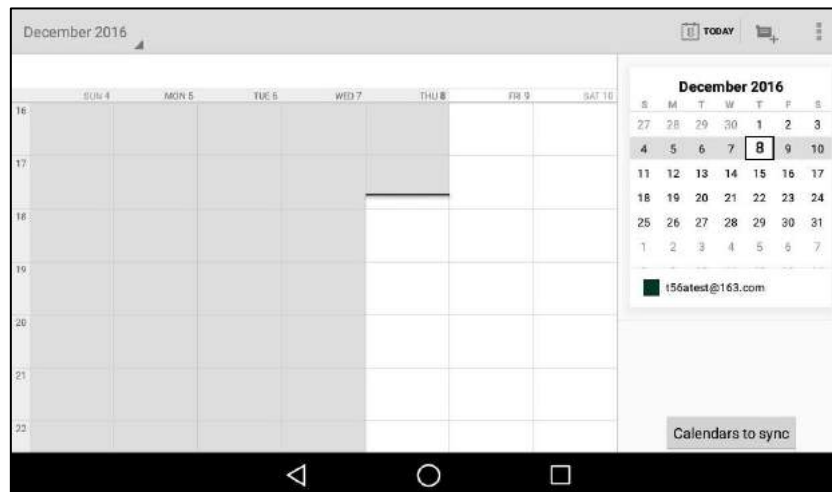 December 2016
8 TODAY
SUN 4 MON 5 TUE 6 WED 7 THU 8 FRI 9 SAT 10
16
17
18
19
20
21
22
December 2016
S M T W T F S
27 28 29 30 1 2 3
4 5 6 7 8 9 10
11 12 13 14 15 16 17
18 19 20 21 22 23 24
25 26 27 28 29 30 31
1 2 3 4 5 6 7
t56atest@163.com
Calendars to sync